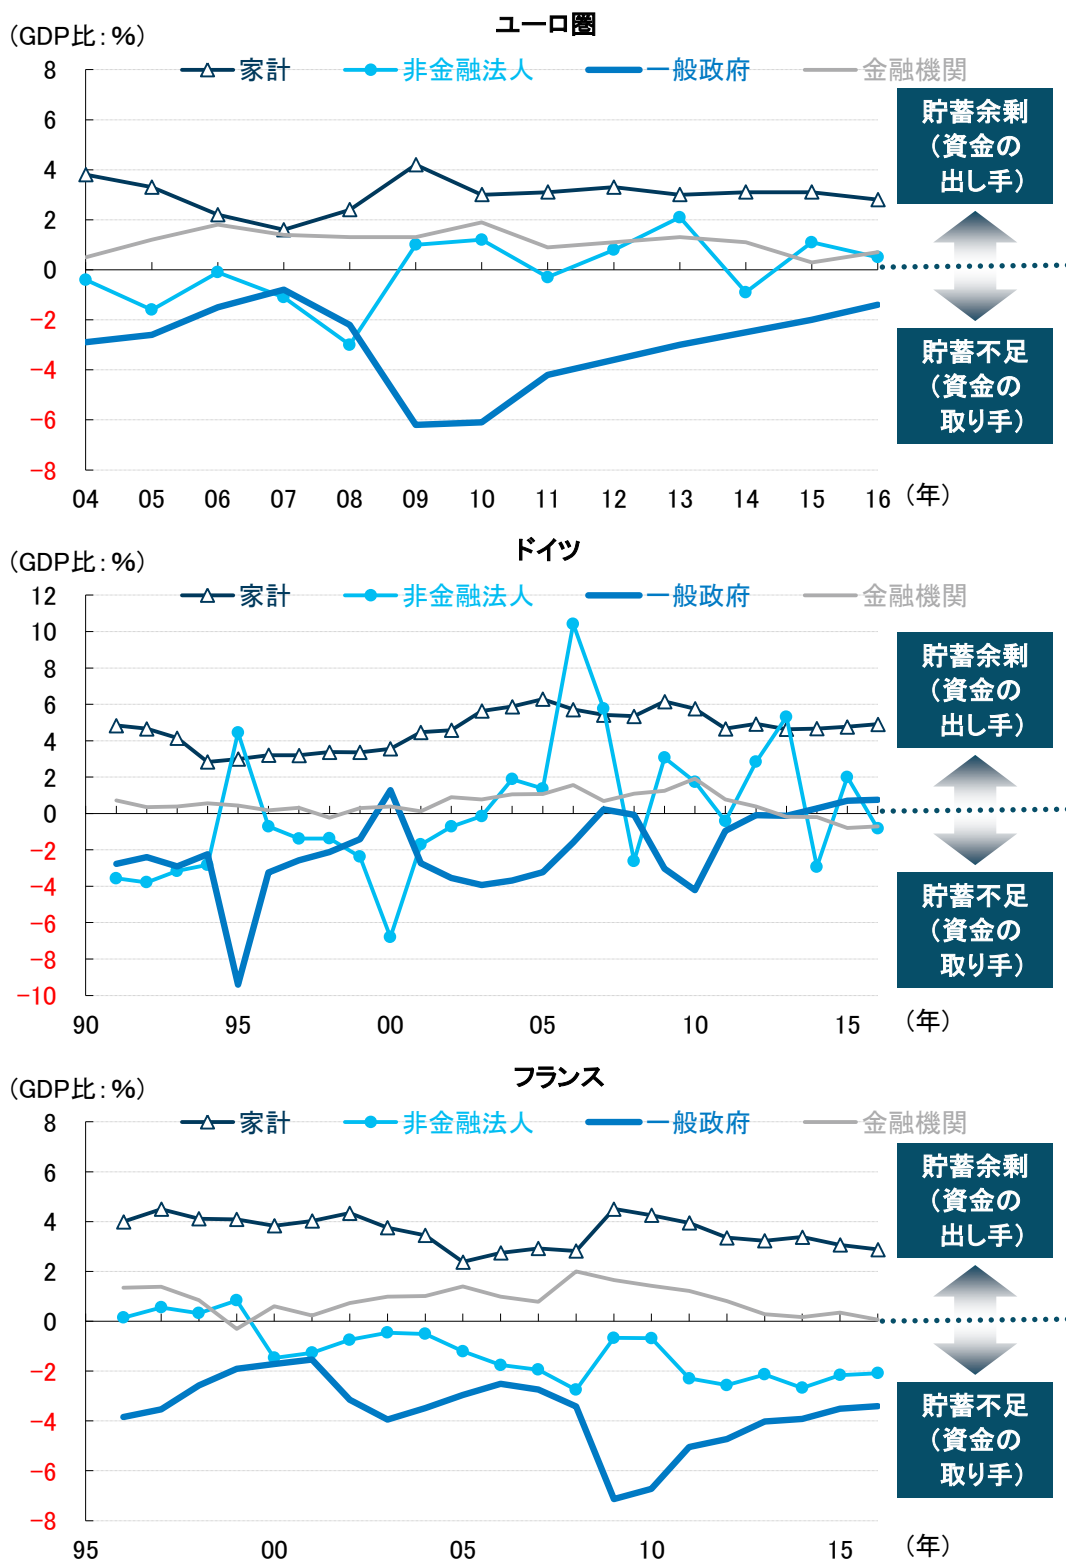 ユーロ圏
（GDP比：%）
家計 非金融法人 一般政府 金融機関
8
6
4
2
0
−2
−4
−6
−8
04 05 06 07 08 09 10 11 12 13 14 15 16 （年）
貯蓄余剰
（資金の
出し手）
貯蓄不足
（資金の
取り手）
ドイツ
（GDP比：%）
家計 非金融法人 一般政府 金融機関
12
10
8
6
4
2
0
−2
−4
−6
−8
−10
90 95 00 05 10 15 （年）
貯蓄余剰
（資金の
出し手）
貯蓄不足
（資金の
取り手）
フランス
（GDP比：%）
家計 非金融法人 一般政府 金融機関
8
6
4
2
0
−2
−4
−6
−8
95 00 05 10 15 （年）
貯蓄余剰
（資金の
出し手）
貯蓄不足
（資金の
取り手）